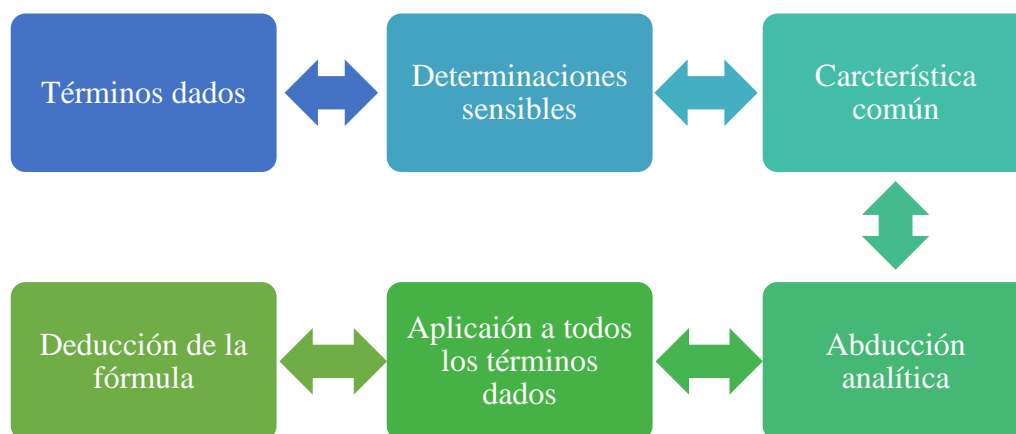 Términos dados
Determinaciones
sensibles
Carcterística
común
Deducción de la
fórmula
Aplicaión a todos
los términos
dados
Abducción
analítica